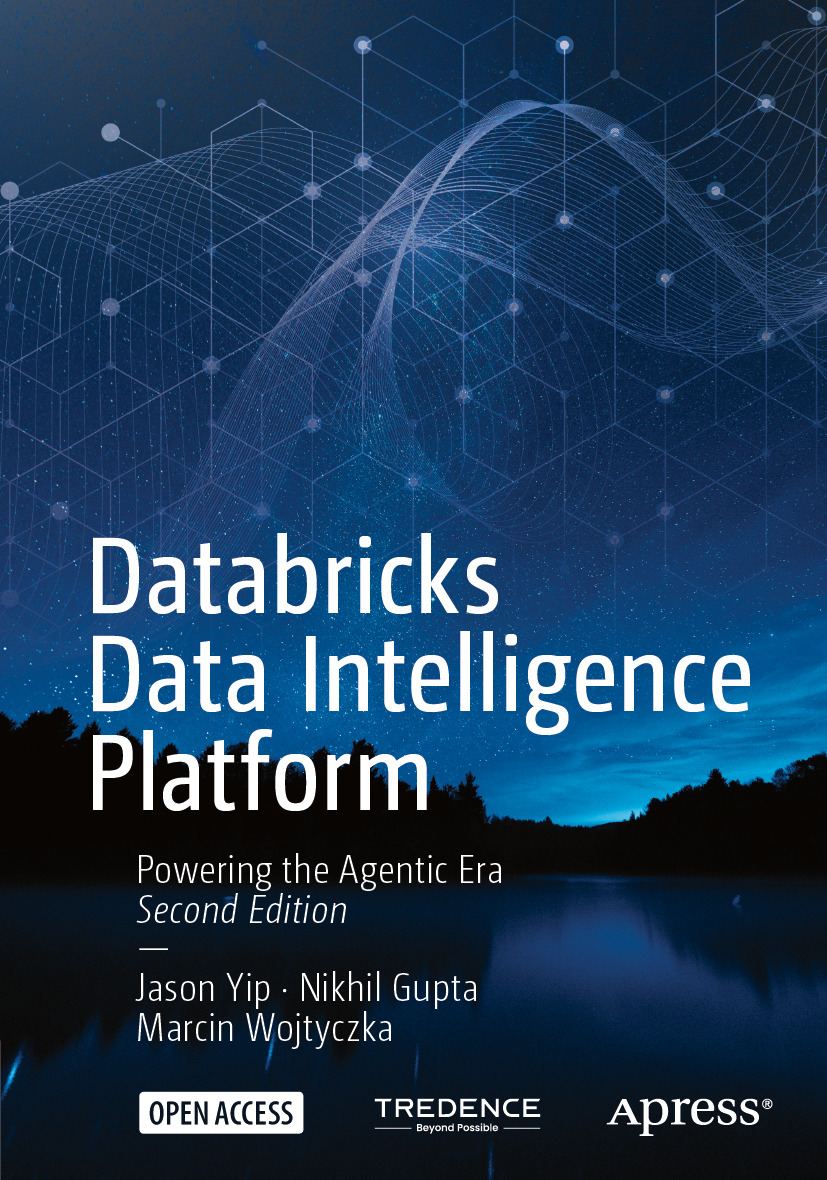 Databricks
Data Intelligence
Platform
Powering the Agentic Era
Second Edition
—
Jason Yip · Nikhil Gupta
Marcin Wojtyczka
OPEN ACCESS
TREDENCE
Beyond Possible
Apress®